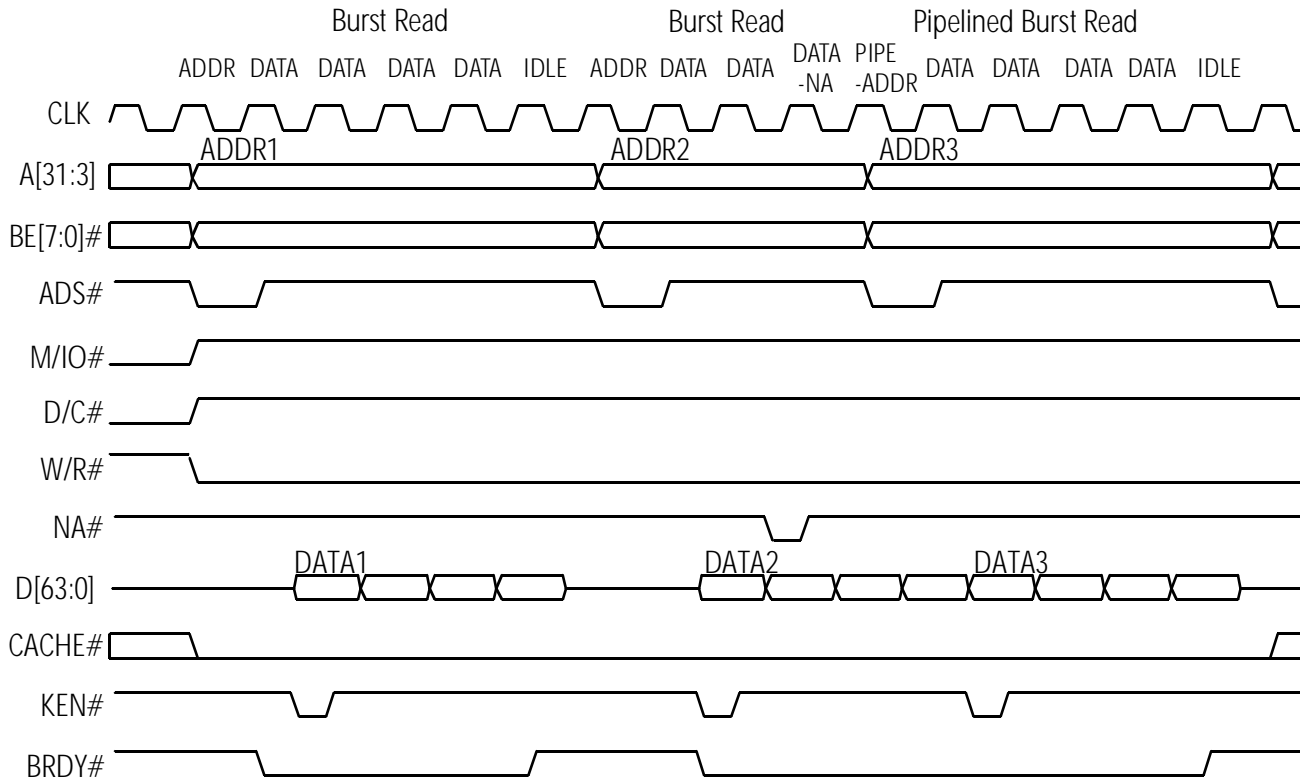 Burst Read Burst Read Pipelined Burst Read
ADDR DATA DATA DATA DATA IDLE ADDR DATA DATA DATA -NA PIPE -ADDR DATA DATA DATA DATA IDLE
CLK
ADDR1 ADDR2 ADDR3
A[31:3]
BE[7:0]#
ADS#
M/IO#
D/C#
W/R#
NA#
DATA1 DATA2 DATA3
D[63:0]
CACHE#
KEN#
BRDY#